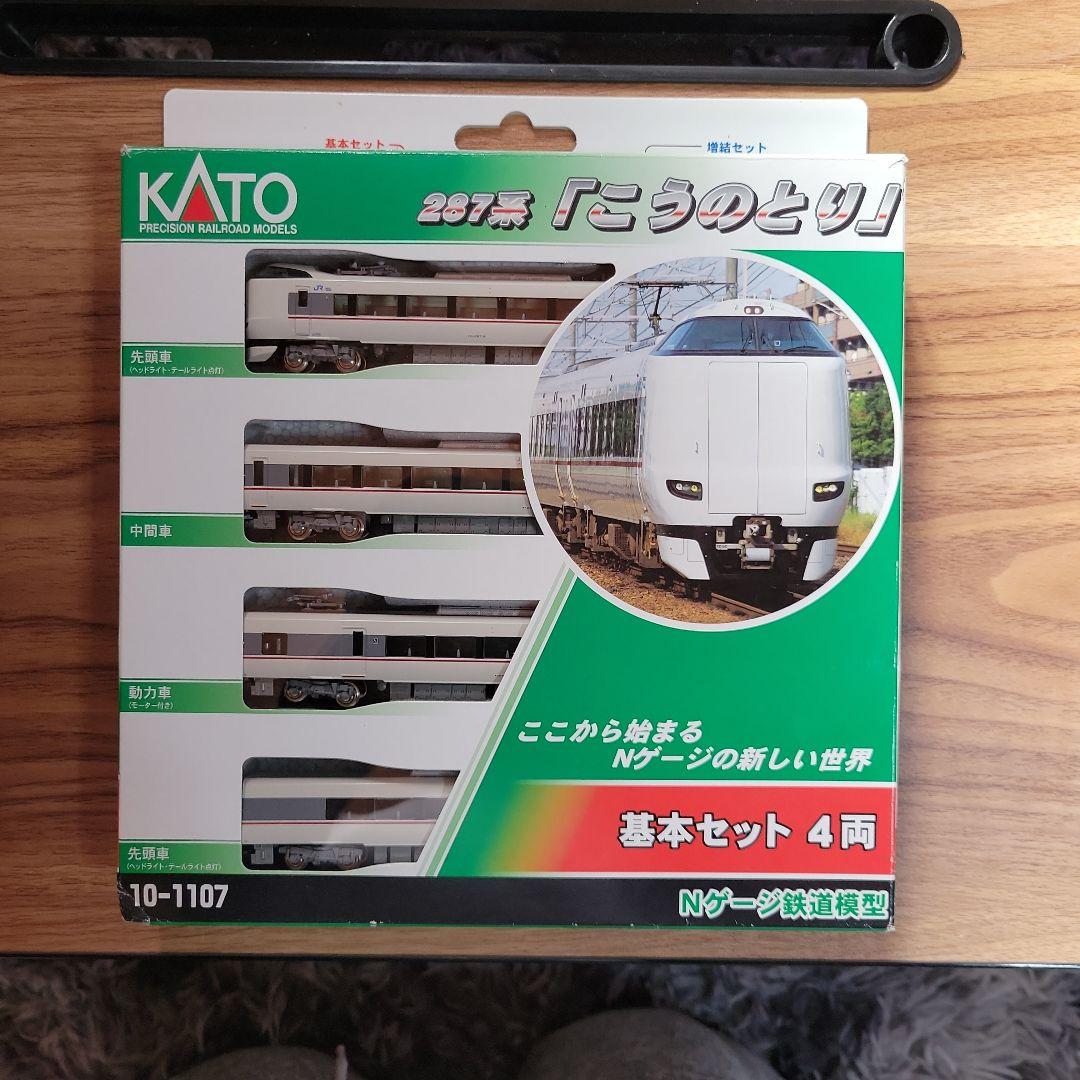 基本セット
増結セット
KATO
PRECISION RAILROAD MODELS
287系「こうのとり」
JR
先頭車
(ヘッドライト・テールライト点灯)
中間車
動力車
(モーター付き)
ここから始まる
Nゲージの新しい世界
基本セット 4両
先頭車
(ヘッドライト・テールライト点灯)
10-1107
Nゲージ鉄道模型